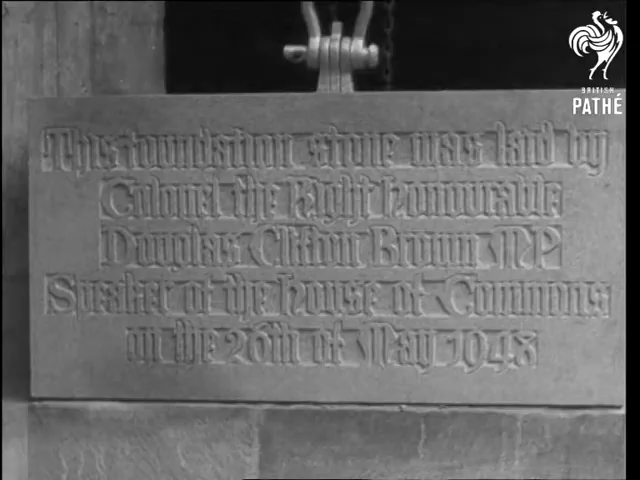 BRITISH
PATHÉ
This foundation stone was laid by
Colonel the Right honourable
Douglas Clifton Brown MP
Speaker of the house of Commons
on the 26th of May 1948